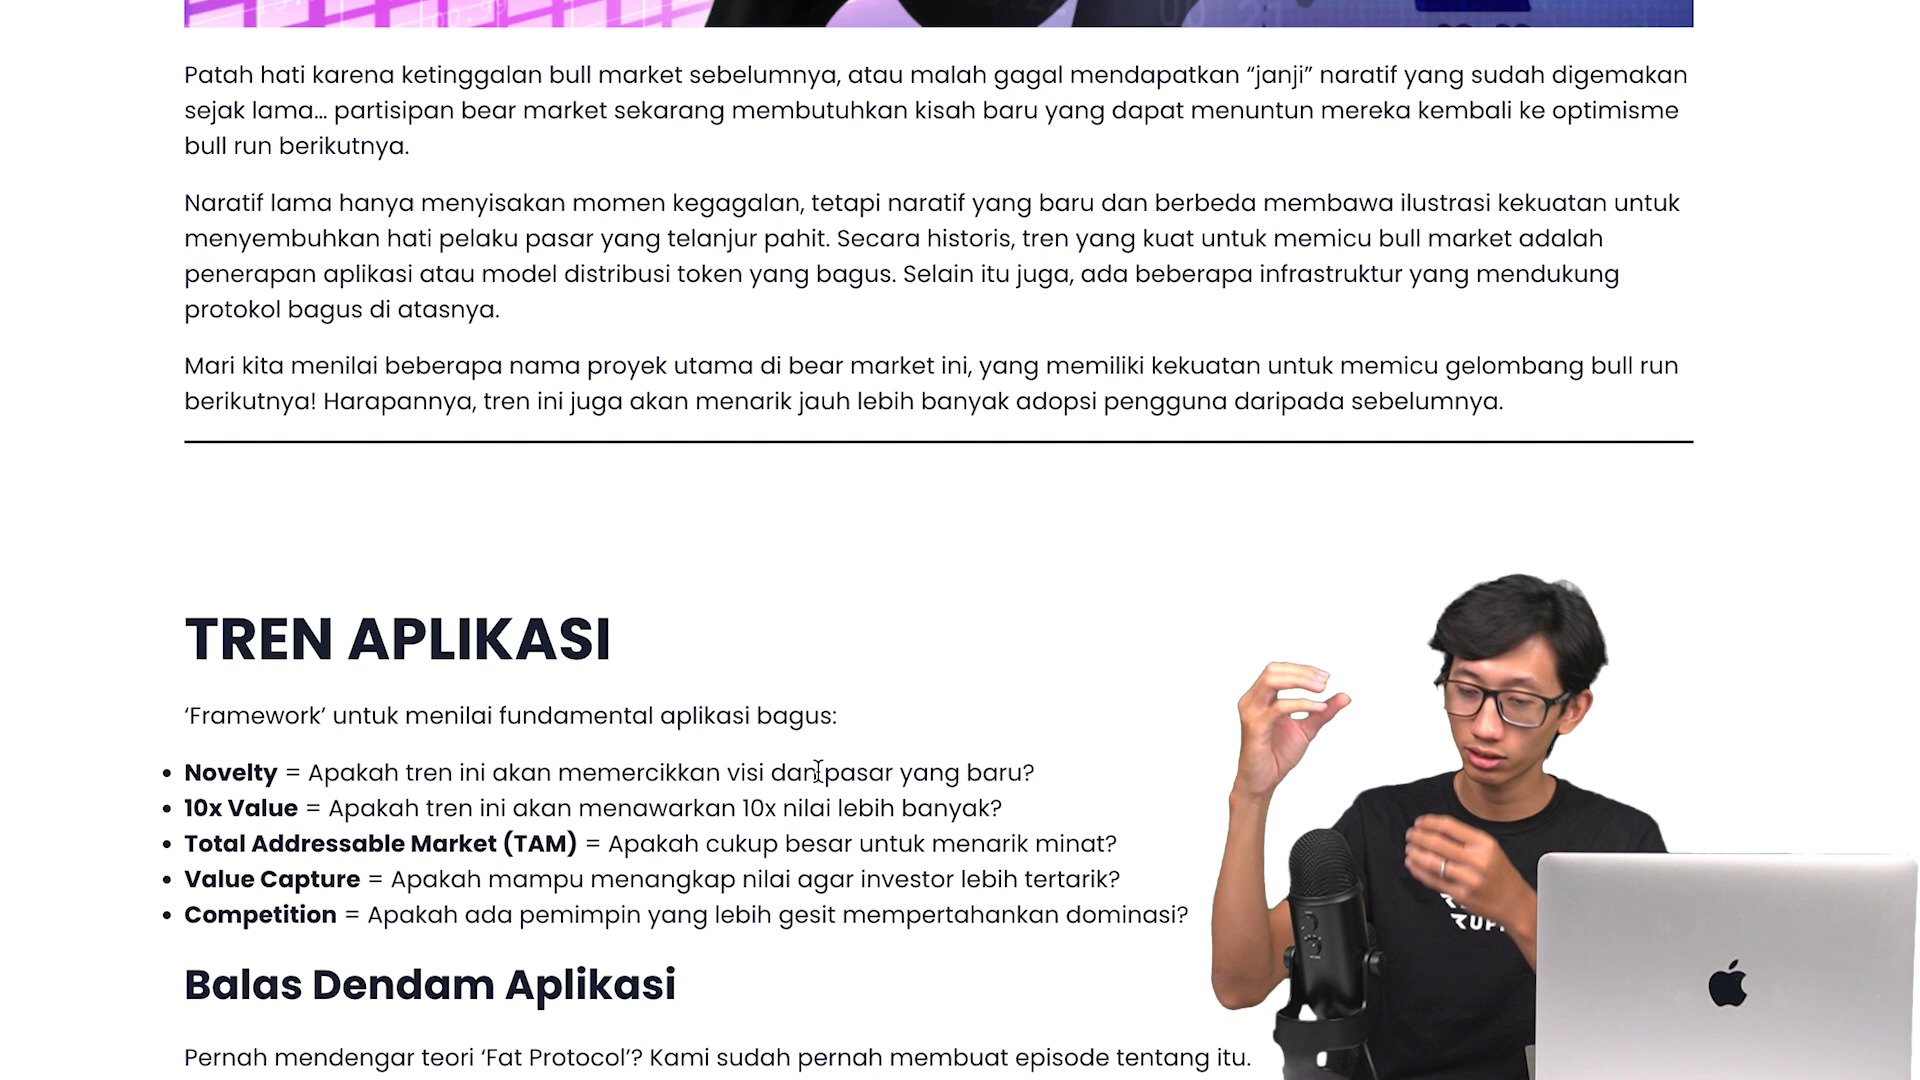 Patah hati karena ketinggalan bull market sebelumnya, atau malah gagal mendapatkan “janji” naratif yang sudah digemakan
sejak lama... partisipan bear market sekarang membutuhkan kisah baru yang dapat menuntun mereka kembali ke optimisme
bull run berikutnya.
Naratif lama hanya menyisakan momen kegagalan, tetapi naratif yang baru dan berbeda membawa ilustrasi kekuatan untuk
menyembuhkan hati pelaku pasar yang telanjur pahit. Secara historis, tren yang kuat untuk memicu bull market adalah
penerapan aplikasi atau model distribusi token yang bagus. Selain itu juga, ada beberapa infrastruktur yang mendukung
protokol bagus di atasnya.
Mari kita menilai beberapa nama proyek utama di bear market ini, yang memiliki kekuatan untuk memicu gelombang bull run
berikutnya! Harapannya, tren ini juga akan menarik jauh lebih banyak adopsi pengguna daripada sebelumnya.
TREN APLIKASI
‘Framework’ untuk menilai fundamental aplikasi bagus:
• Novelty = Apakah tren ini akan memercikkan visi dan pasar yang baru?
• 10x Value = Apakah tren ini akan menawarkan 10x nilai lebih banyak?
• Total Addressable Market (TAM) = Apakah cukup besar untuk menarik minat?
• Value Capture = Apakah mampu menangkap nilai agar investor lebih tertarik?
• Competition = Apakah ada pemimpin yang lebih gesit mempertahankan dominasi?
Balas Dendam Aplikasi
Pernah mendengar teori ‘Fat Protocol’? Kami sudah pernah membuat episode tentang itu.